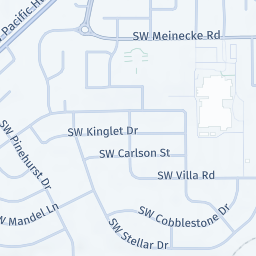 SW Pacific H
SW Meinecke Rd
SW Kinglet Dr
SW Carlson St
SW Pinehurst Dr
SW Villa Rd
SW Cobblestone Dr
W Mandel Ln
SW Stellar Dr